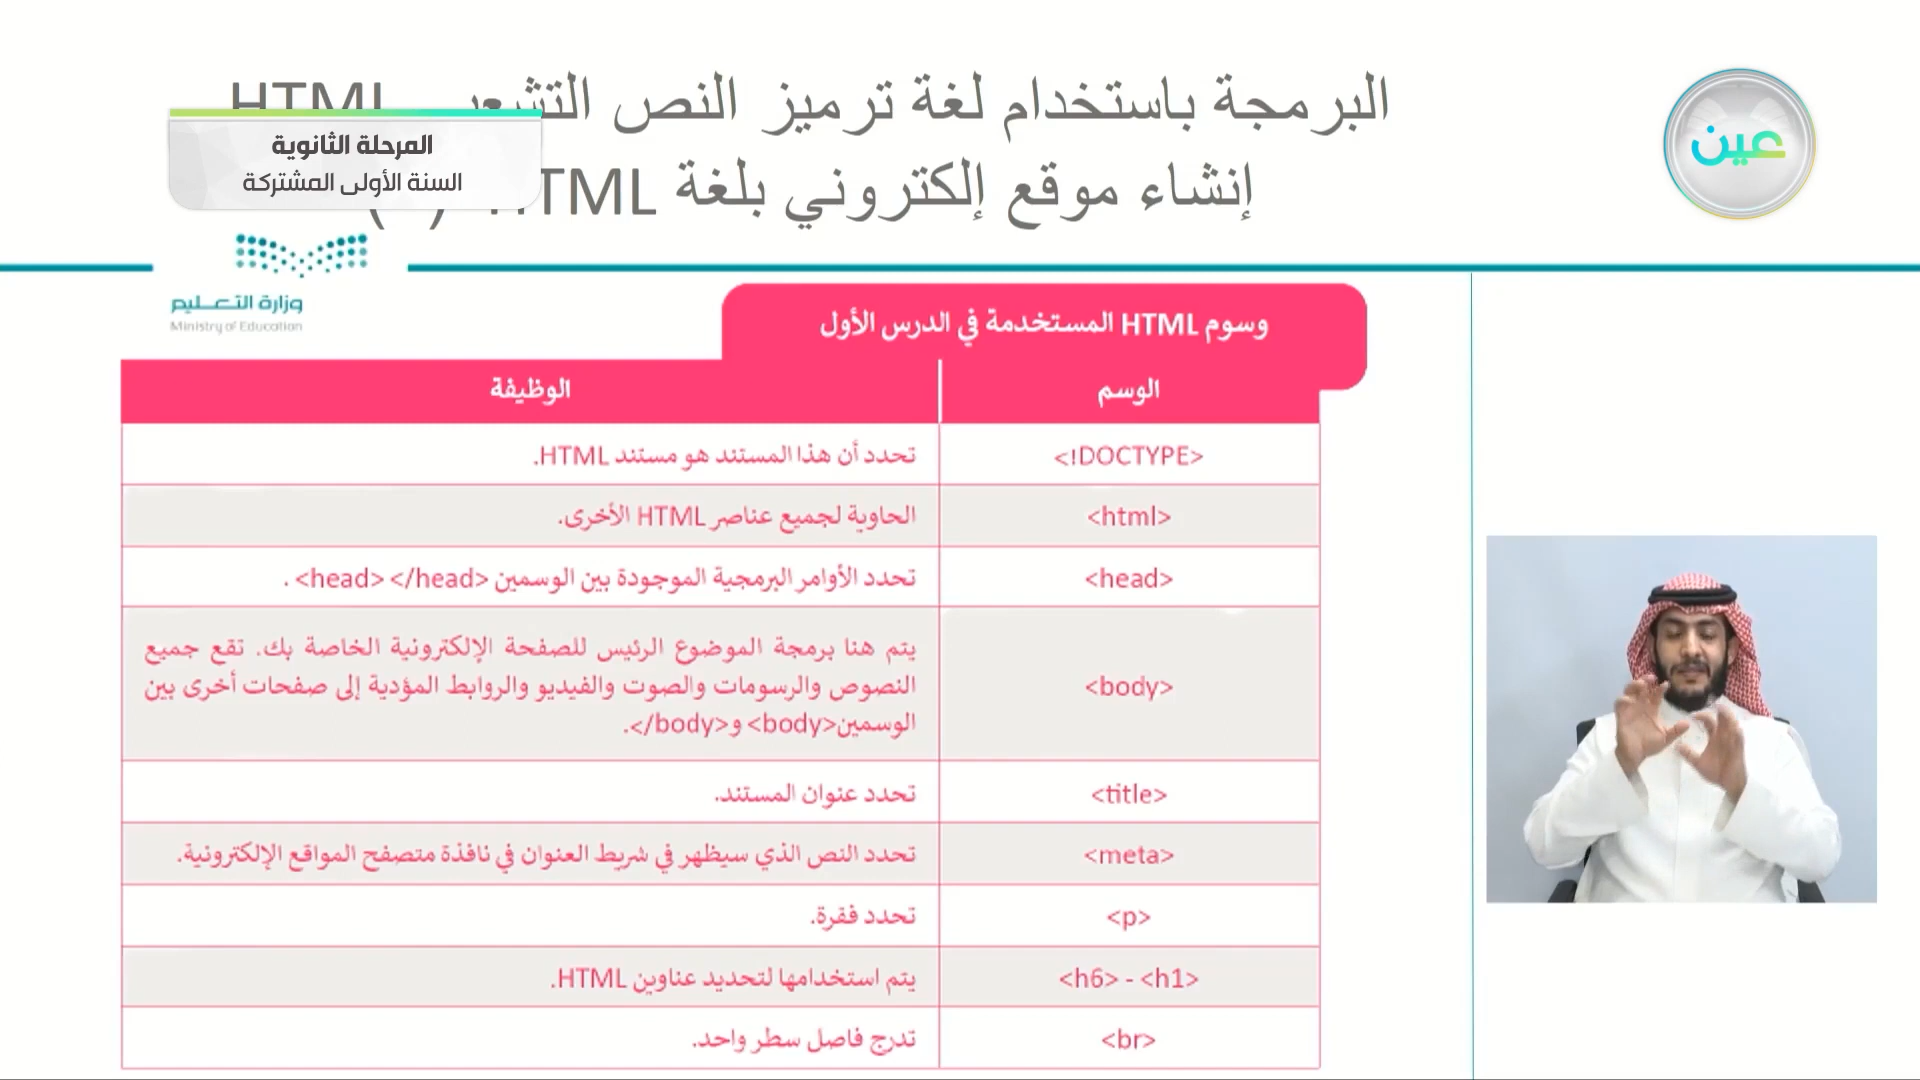 البرمجة باستخدام لغة ترميز النص HTML
إنشاء موقع إلكتروني بلغة HTML
المرحلة الثانوية
السنة الأولى المشتركة
عين
وزارة التعـــليم
Ministry of Education
وسوم HTML المستخدمة في الدرس الأول
الوسم الوظيفة
<!DOCTYPE> تحدد أن هذا المستند هو مستند HTML.
<html> الحاوية لجميع عناصر HTML الأخرى.
<head> تحدد الأوامر البرمجية الموجودة بين الوسمين <head> </head> .
<body> يتم هنا برمجة الموضوع الرئيس للصفحة الإلكترونية الخاصة بك. تقع جميع
النصوص والرسومات والصوت والفيديو والروابط المؤدية إلى صفحات أخرى بين
الوسمين<body> و</body>.
<title> تحدد عنوان المستند.
<meta> تحدد النص الذي سيظهر في شريط العنوان في نافذة متصفح المواقع الإلكترونية.
<p> تحدد فقرة.
<h1> - <h6> يتم استخدامها لتحديد عناوين HTML.
<br> تدرج فاصل سطر واحد.